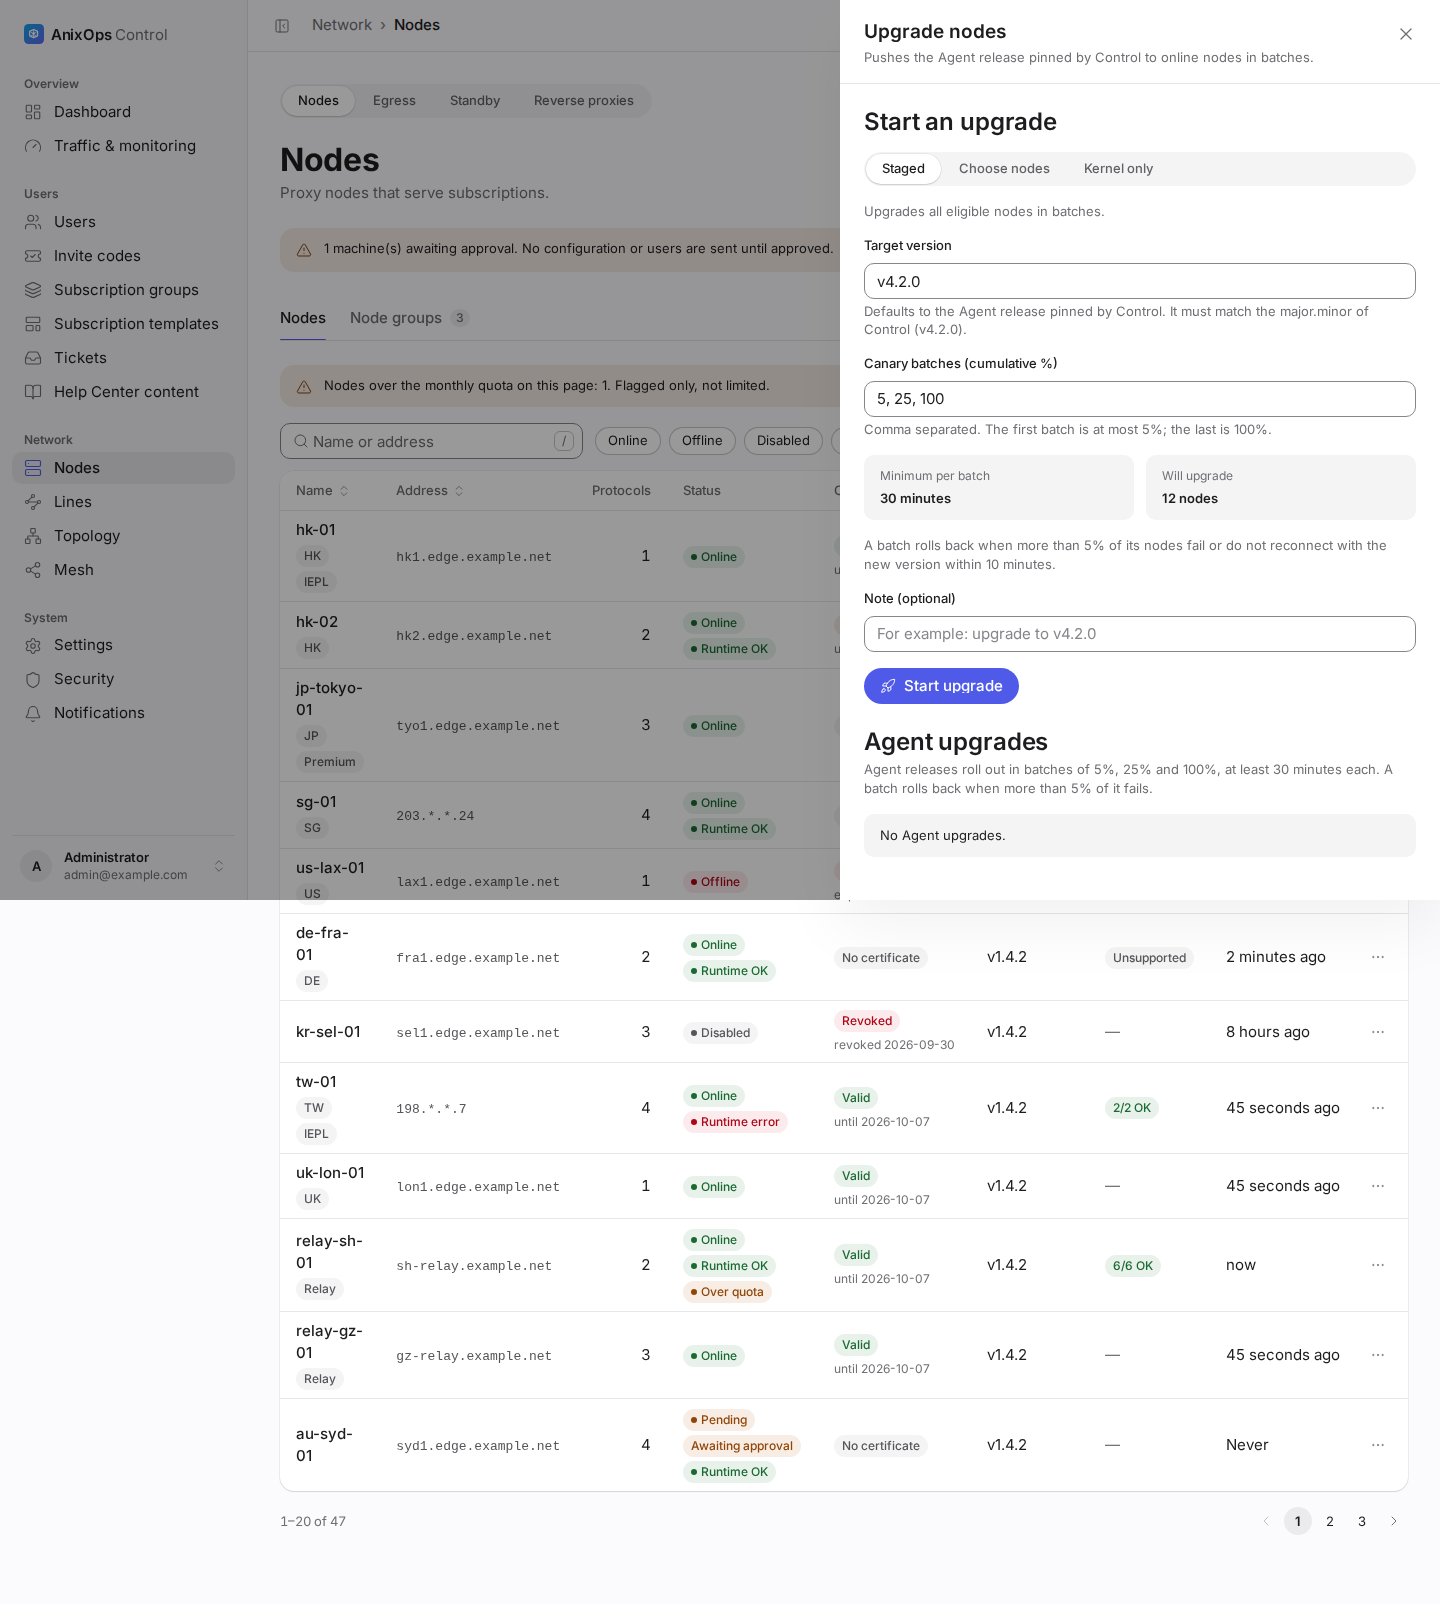 AnixOps Control
Overview
Dashboard
Traffic & monitoring
Users
Users
Invite codes
Subscription groups
Subscription templates
Tickets
Help Center content
Network
Nodes
Lines
Topology
Mesh
System
Settings
Security
Notifications
A
Administrator
admin@example.com
Network › Nodes
Nodes Egress Standby Reverse proxies
Nodes
Proxy nodes that serve subscriptions.
1 machine(s) awaiting approval. No configuration or users are sent until approved.
Nodes Node groups 3
Nodes over the monthly quota on this page: 1. Flagged only, not limited.
Name or address /
Online Offline Disabled
Name Address Protocols Status
hk-01
HK
IEPL
hk1.edge.example.net 1 Online
hk-02
HK
hk2.edge.example.net 2 Online
Runtime OK
jp-tokyo-
01
JP
Premium
tyo1.edge.example.net 3 Online
sg-01
SG
203.*.*.24 4 Online
Runtime OK
us-lax-01
US
lax1.edge.example.net 1 Offline
de-fra-
01
DE
fra1.edge.example.net 2 Online
Runtime OK
No certificate v1.4.2 Unsupported 2 minutes ago ···
kr-sel-01 sel1.edge.example.net 3 Disabled Revoked
revoked 2026-09-30
v1.4.2 — 8 hours ago ···
tw-01
TW
IEPL
198.*.*.7 4 Online
Runtime error
Valid
until 2026-10-07
v1.4.2 2/2 OK 45 seconds ago ···
uk-lon-01
UK
lon1.edge.example.net 1 Online Valid
until 2026-10-07
v1.4.2 — 45 seconds ago ···
relay-sh-
01
Relay
sh-relay.example.net 2 Online
Runtime OK
Over quota
Valid
until 2026-10-07
v1.4.2 6/6 OK now ···
relay-gz-
01
Relay
gz-relay.example.net 3 Online Valid
until 2026-10-07
v1.4.2 — 45 seconds ago ···
au-syd-
01
syd1.edge.example.net 4 Pending
Awaiting approval
Runtime OK
No certificate v1.4.2 — Never ···
1–20 of 47
1 2 3
Upgrade nodes
Pushes the Agent release pinned by Control to online nodes in batches.
Start an upgrade
Staged Choose nodes Kernel only
Upgrades all eligible nodes in batches.
Target version
v4.2.0
Defaults to the Agent release pinned by Control. It must match the major.minor of
Control (v4.2.0).
Canary batches (cumulative %)
5, 25, 100
Comma separated. The first batch is at most 5%; the last is 100%.
Minimum per batch
30 minutes
Will upgrade
12 nodes
A batch rolls back when more than 5% of its nodes fail or do not reconnect with the
new version within 10 minutes.
Note (optional)
For example: upgrade to v4.2.0
Start upgrade
Agent upgrades
Agent releases roll out in batches of 5%, 25% and 100%, at least 30 minutes each. A
batch rolls back when more than 5% of it fails.
No Agent upgrades.